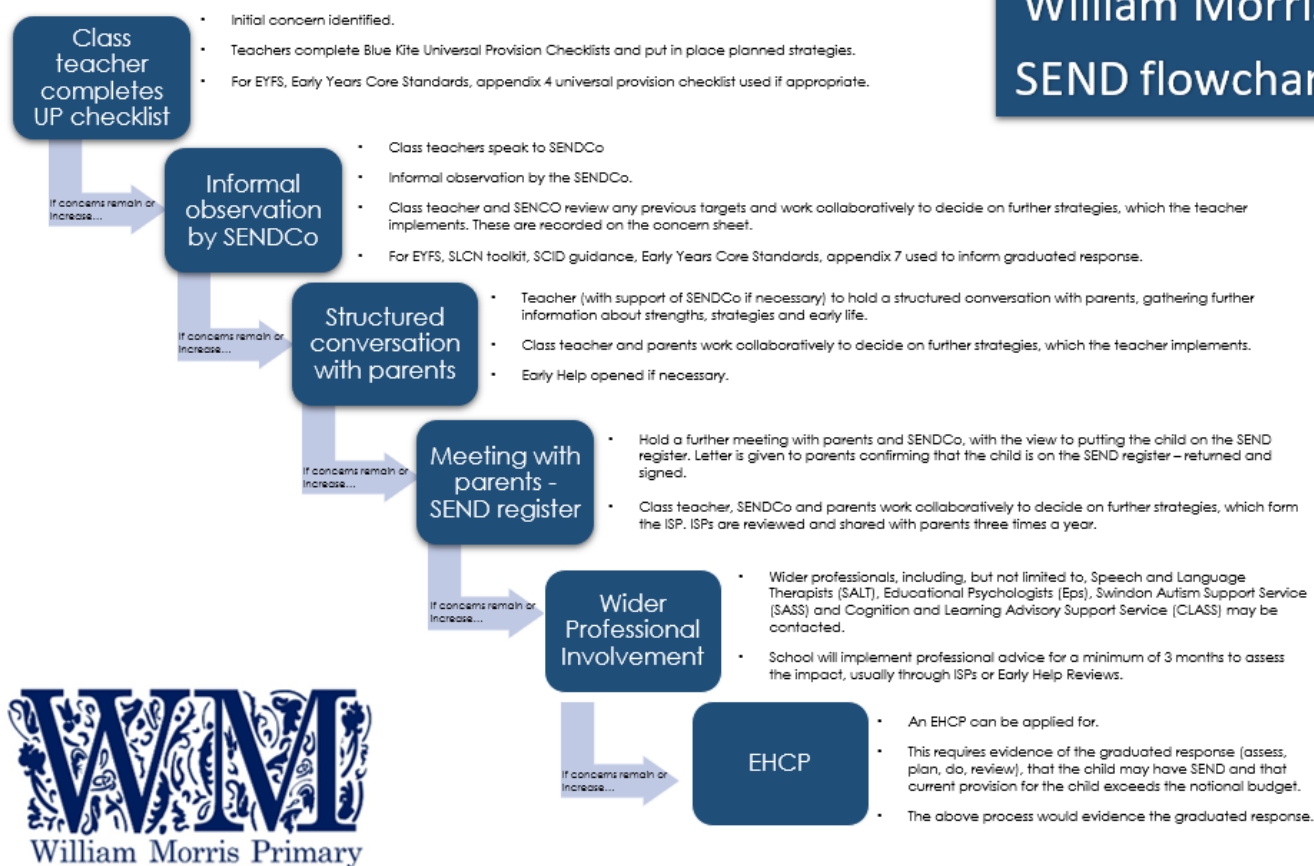 William Morris
SEND flowchar
Class
teacher
completes
UP checklist
• Initial concern identified.
• Teachers complete Blue Kite Universal Provision Checklists and put in place planned strategies.
• For EYFS, Early Years Core Standards, appendix 4 universal provision checklist used if appropriate.
If concerns remain or
increase...
Informal
observation
by SENDCo
• Class teachers speak to SENDCo
• Informal observation by the SENDCo.
• Class teacher and SENCO review any previous targets and work collaboratively to decide on further strategies, which the teacher
implements. These are recorded on the concern sheet.
• For EYFS, SLCN toolkit, SCID guidance, Early Years Core Standards, appendix 7 used to inform graduated response.
If concerns remain or
increase...
Structured
conversation
with parents
• Teacher (with support of SENDCo if necessary) to hold a structured conversation with parents, gathering further
information about strengths, strategies and early life.
• Class teacher and parents work collaboratively to decide on further strategies, which the teacher implements.
• Early Help opened if necessary.
If concerns remain or
increase...
Meeting with
parents -
SEND register
• Hold a further meeting with parents and SENDCo, with the view to putting the child on the SEND
register. Letter is given to parents confirming that the child is on the SEND register – returned and
signed.
• Class teacher, SENDCo and parents work collaboratively to decide on further strategies, which form
the ISP. ISPs are reviewed and shared with parents three times a year.
If concerns remain or
increase...
Wider
Professional
Involvement
• Wider professionals, including, but not limited to, Speech and Language
Therapists (SALT), Educational Psychologists (Eps), Swindon Autism Support Service
(SASS) and Cognition and Learning Advisory Support Service (CLASS) may be
contacted.
• School will implement professional advice for a minimum of 3 months to assess
the impact, usually through ISPs or Early Help Reviews.
If concerns remain or
increase...
EHCP
• An EHCP can be applied for.
• This requires evidence of the graduated response (assess,
plan, do, review), that the child may have SEND and that
current provision for the child exceeds the notional budget.
• The above process would evidence the graduated response.
WM
William Morris Primary